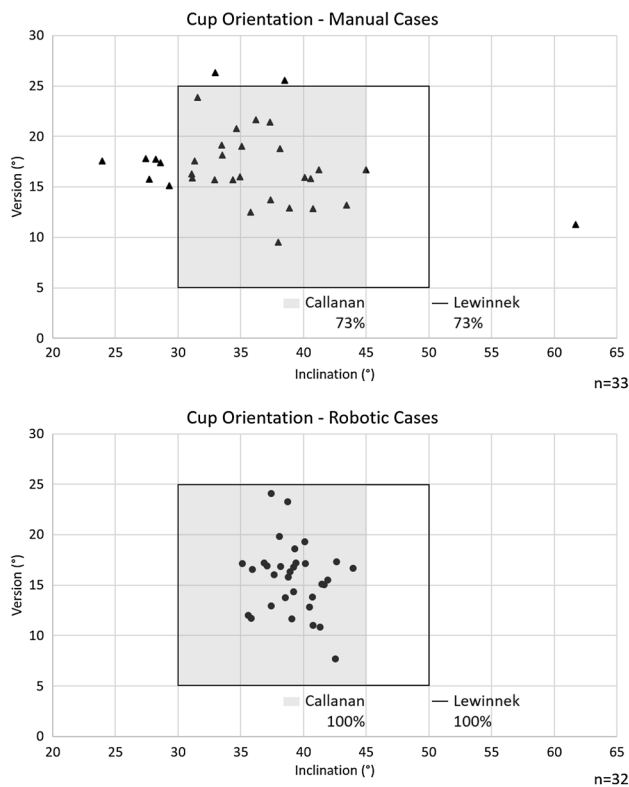 Cup Orientation - Manual Cases
30
25
20
15
10
5
0
Version (°)
Callanan
73%
Lewinnek
73%
20 25 30 35 40 45 50 55 60 65
Inclination (°)
n=33
Cup Orientation - Robotic Cases
30
25
20
15
10
5
0
Version (°)
Callanan
100%
Lewinnek
100%
20 25 30 35 40 45 50 55 60 65
Inclination (°)
n=32